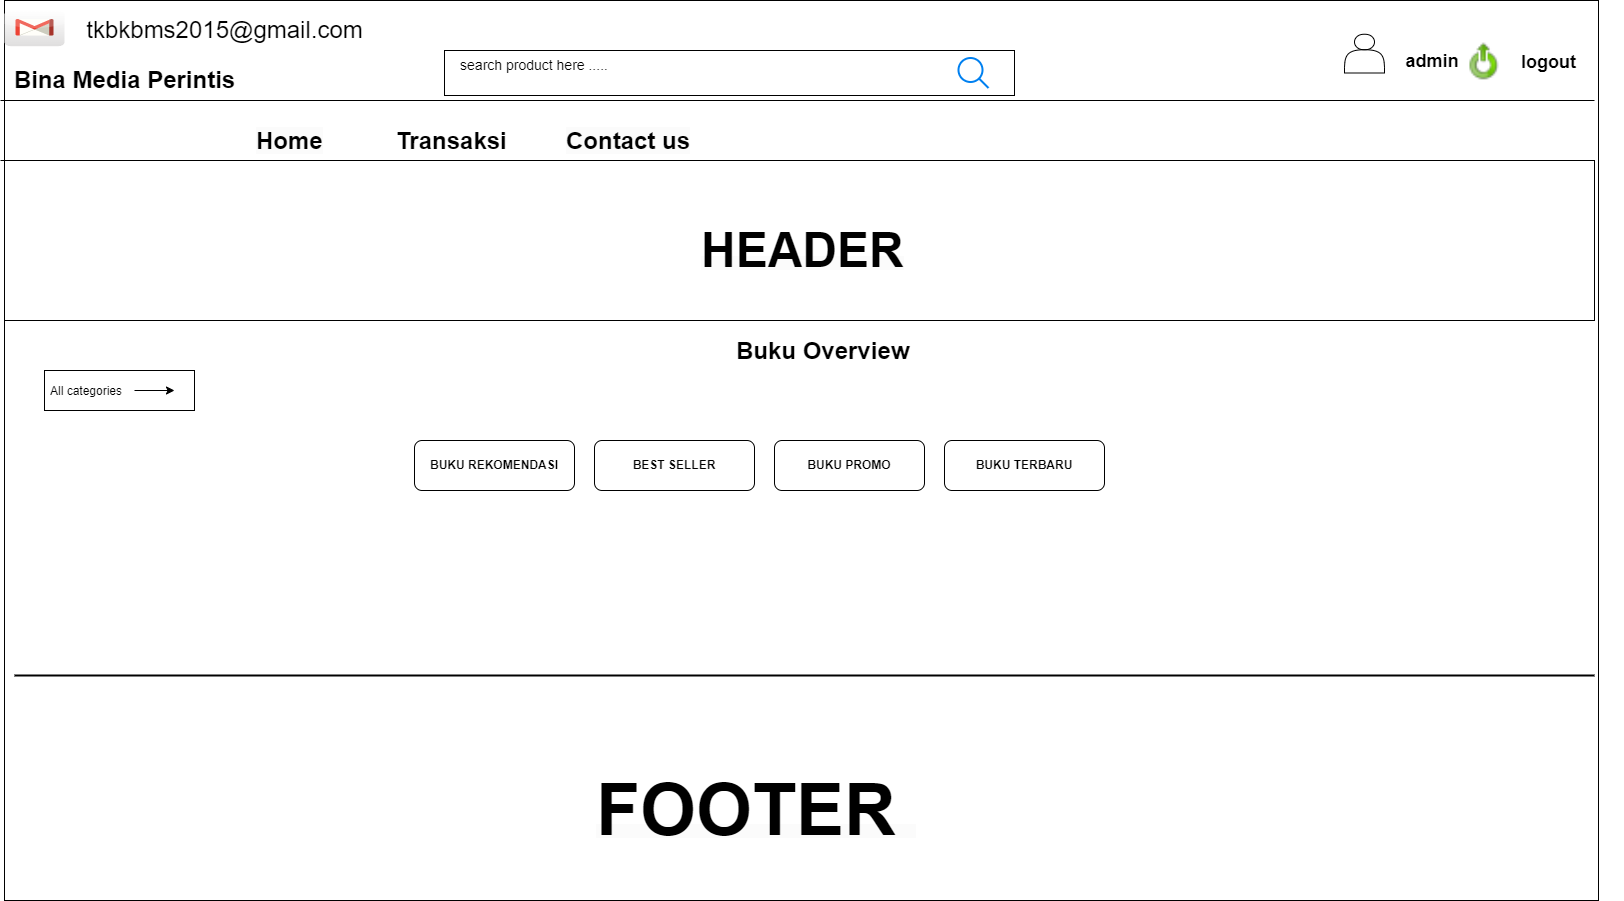 tkbkbms2015@gmail.com
Bina Media Perintis
search product here .....
admin
logout
Home
Transaksi
Contact us
HEADER
Buku Overview
All categories
BUKU REKOMENDASI
BEST SELLER
BUKU PROMO
BUKU TERBARU
FOOTER